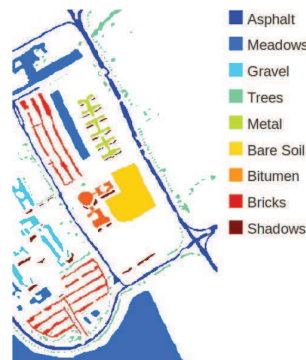 Asphalt
Meadows
Gravel
Trees
Metal
Bare Soil
Bitumen
Bricks
Shadows